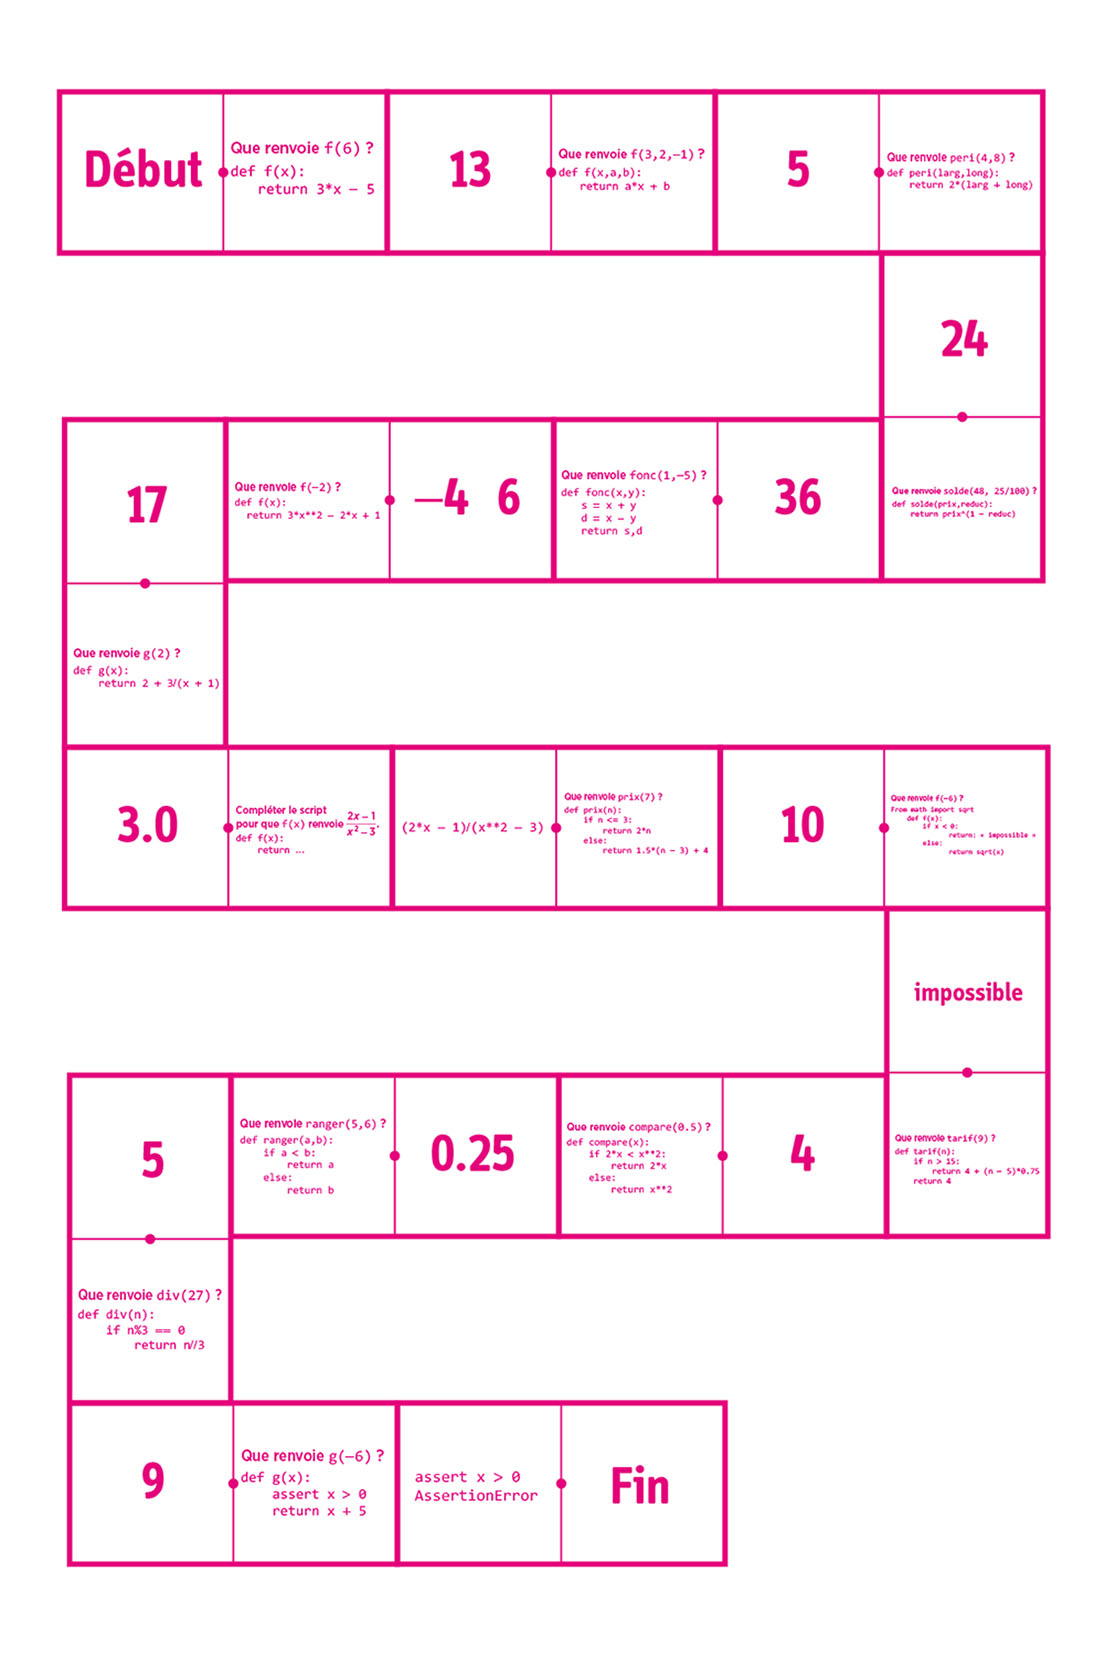 Début
Que renvoie f(6) ?
def f(x):
return 3*x – 5
13
Que renvoie f(3,2,–1) ?
def f(x,a,b):
return a*x + b
5
Que renvoie peri(4,8) ?
def peri(larg,long):
return 2*(larg + long)
24
Que renvoie solde(48, 25/100) ?
def solde(prix,reduc):
return prix*(1 – reduc)
36
Que renvoie fonc(1,–5) ?
def fonc(x,y):
s = x + y
d = x – y
return s,d
–4 6
Que renvoie f(–2) ?
def f(x):
return 3*x**2 – 2*x + 1
17
Que renvoie g(2) ?
def g(x):
return 2 + 3/(x + 1)
3.0
Compléter le script
pour que f(x) renvoie (2x – 1)/(x² – 3).
def f(x):
return ...
(2*x – 1)/(x**2 – 3)
Que renvoie prix(7) ?
def prix(n):
if n <= 3:
return 2*n
else:
return 1.5*(n – 3) + 4
10
Que renvoie f(–6) ?
From math import sqrt
def f(x):
if x < 0:
return: « impossible »
else:
return sqrt(x)
impossible
Que renvoie tarif(9) ?
def tarif(n):
if n > 15:
return 4 + (n – 5)*0.75
return 4
4
Que renvoie compare(0.5) ?
def compare(x):
if 2*x < x**2:
return 2*x
else:
return x**2
0.25
Que renvoie ranger(5,6) ?
def ranger(a,b):
if a < b:
return a
else:
return b
5
Que renvoie div(27) ?
def div(n):
if n%3 == 0
return n//3
9
Que renvoie g(–6) ?
def g(x):
assert x > 0
return x + 5
assert x > 0
AssertionError
Fin